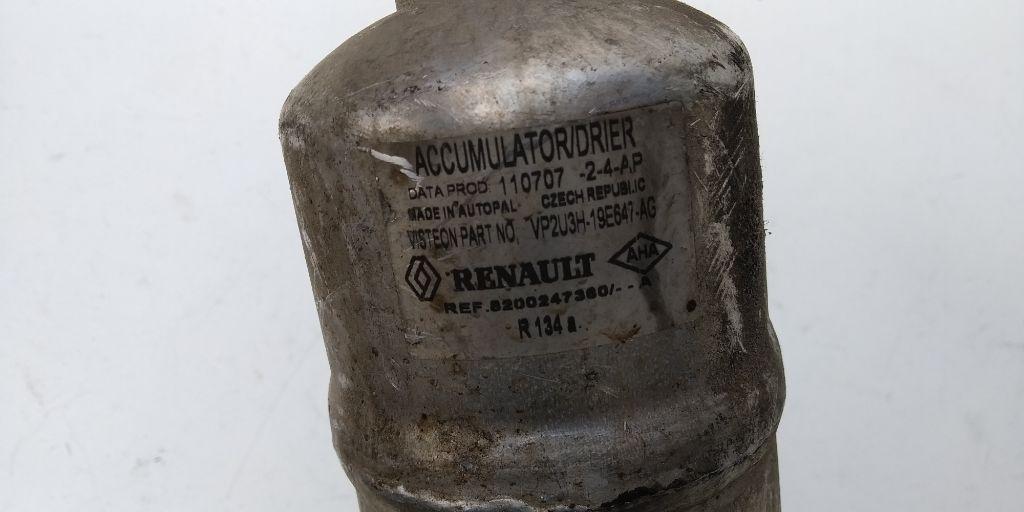 ACCUMULATOR/DRIER
DATA PROD. 110707 -2-4-AP
MADE IN AUTOPAL CZECH REPUBLIC
VISTEON PART NO, VP2U3H-19E647-AG
RENAULT AHA
REF.8200247360/--A
R 134 a.